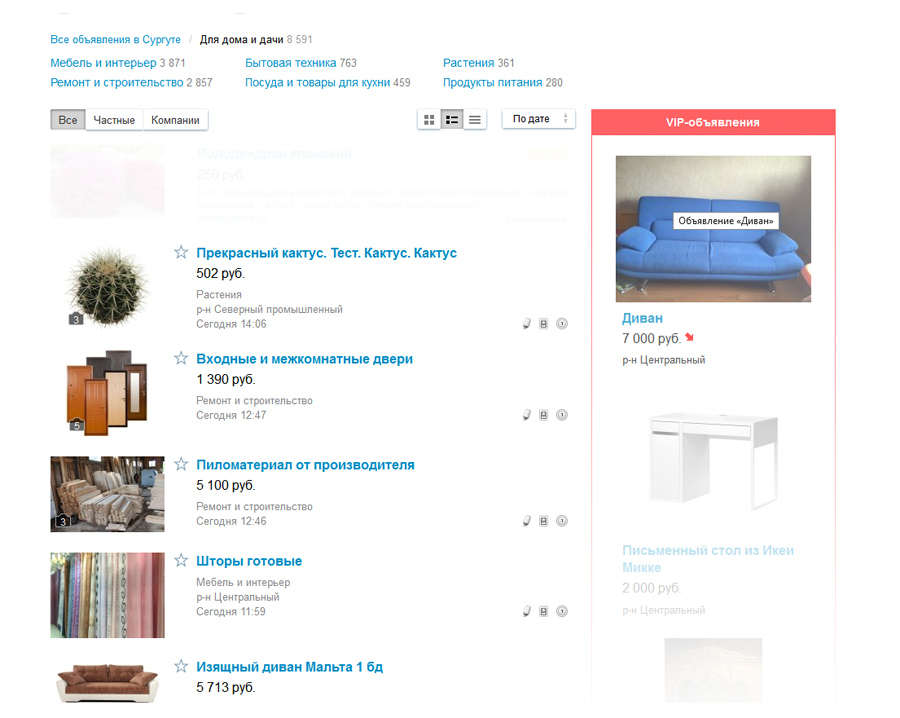 Все объявления в Сургуте / Для дома и дачи 8 591
Мебель и интерьер 3 871 Бытовая техника 763 Растения 361
Ремонт и строительство 2 857 Посуда и товары для кухни 459 Продукты питания 280
Все Частные Компании По дате
VIP-объявления
Рододендрон японский
250 руб.
3
Прекрасный кактус. Тест. Кактус. Кактус
502 руб.
Растения
р-н Северный промышленный
Сегодня 14:06
5
Входные и межкомнатные двери
1 390 руб.
Ремонт и строительство
Сегодня 12:47
3
Пиломатериал от производителя
5 100 руб.
Ремонт и строительство
Сегодня 12:46
Шторы готовые
Мебель и интерьер
р-н Центральный
Сегодня 11:59
Изящный диван Мальта 1 бд
5 713 руб.
Объявление «Диван»
Диван
7 000 руб.
р-н Центральный
Письменный стол из Икеи
Микке
2 000 руб.
р-н Центральный